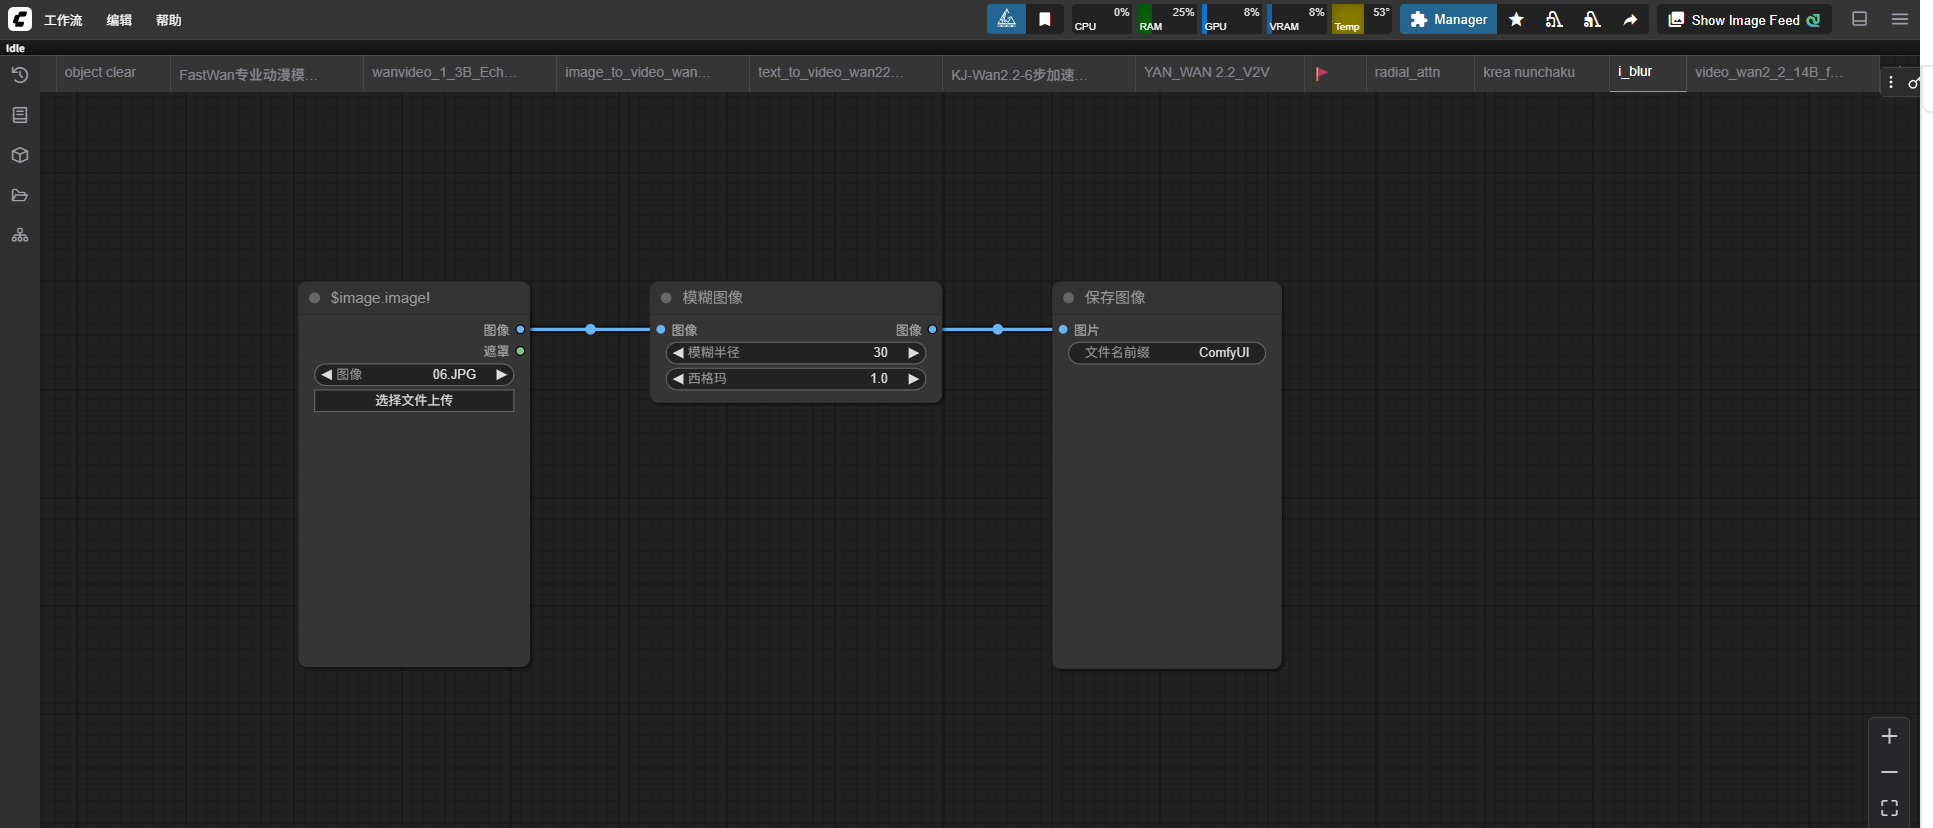 工作流 编辑 帮助
CPU 0% RAM 25% GPU 8% VRAM 8% Temp 53° Manager Show Image Feed
Idle
object clear FastWan专业动漫模... wanvideo_1_3B_Ech... image_to_video_wan... text_to_video_wan22... KJ-Wan2.2-6步加速... YAN_WAN 2.2_V2V radial_attn krea nunchaku i_blur video_wan2_2_14B_f...
$image.image!
图像
遮罩
图像 06.JPG
选择文件上传
模糊图像
图像 图像
模糊半径 30
西格玛 1.0
保存图像
图片
文件名前缀 ComfyUI